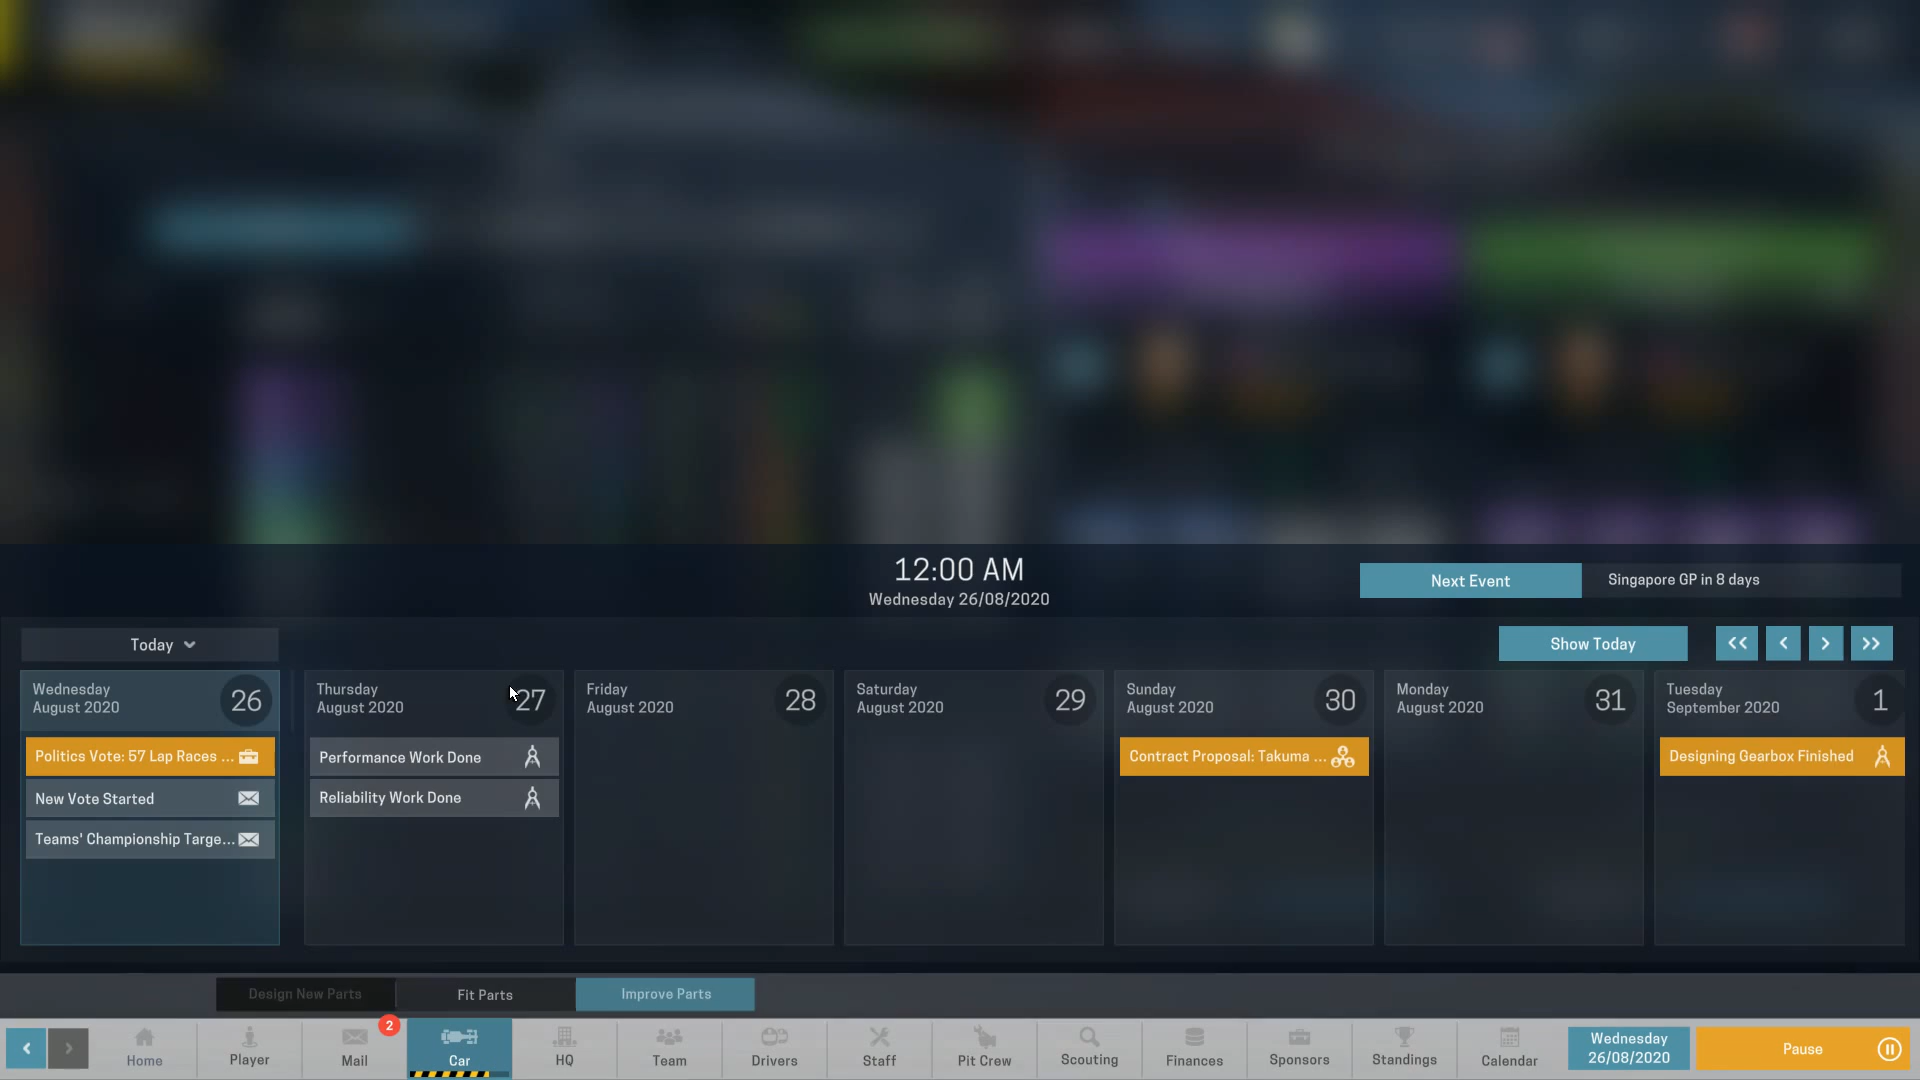 12:00 AM
Wednesday 26/08/2020
Next Event
Singapore GP in 8 days
Today
Show Today
Wednesday
August 2020
26
Politics Vote: 57 Lap Races ...
New Vote Started
Teams' Championship Targe...
Thursday
August 2020
27
Performance Work Done
Reliability Work Done
Friday
August 2020
28
Saturday
August 2020
29
Sunday
August 2020
30
Contract Proposal: Takuma ...
Monday
August 2020
31
Tuesday
September 2020
1
Designing Gearbox Finished
Design New Parts
Fit Parts
Improve Parts
Home
Player
Mail
2
Car
HQ
Team
Drivers
Staff
Pit Crew
Scouting
Finances
Sponsors
Standings
Calendar
Wednesday
26/08/2020
Pause